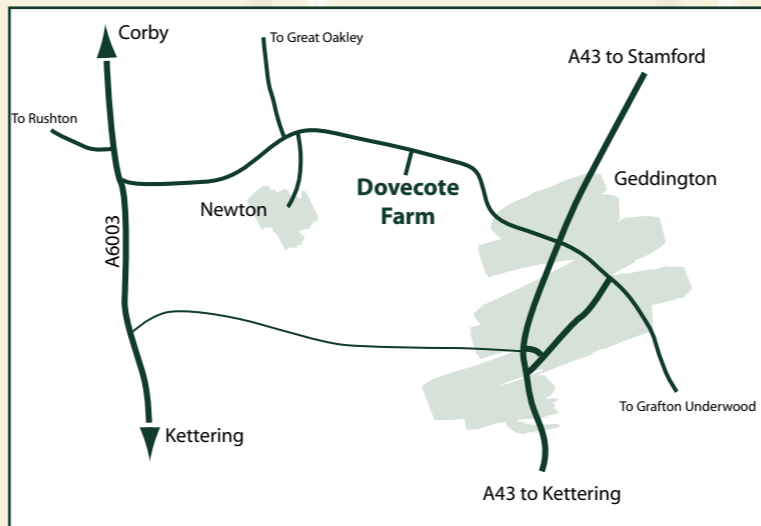 Corby
To Great Oakley
A43 to Stamford
To Rushton
Geddington
Dovecote
Farm
Newton
A6003
To Grafton Underwood
Kettering
A43 to Kettering